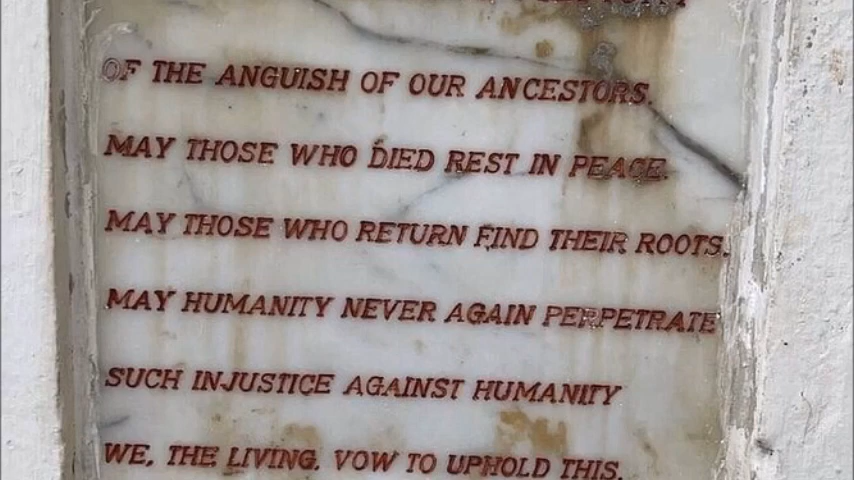 OF THE ANGUISH OF OUR ANCESTORS.
MAY THOSE WHO DIED REST IN PEACE.
MAY THOSE WHO RETURN FIND THEIR ROOTS.
MAY HUMANITY NEVER AGAIN PERPETRATE
SUCH INJUSTICE AGAINST HUMANITY
WE, THE LIVING, VOW TO UPHOLD THIS.